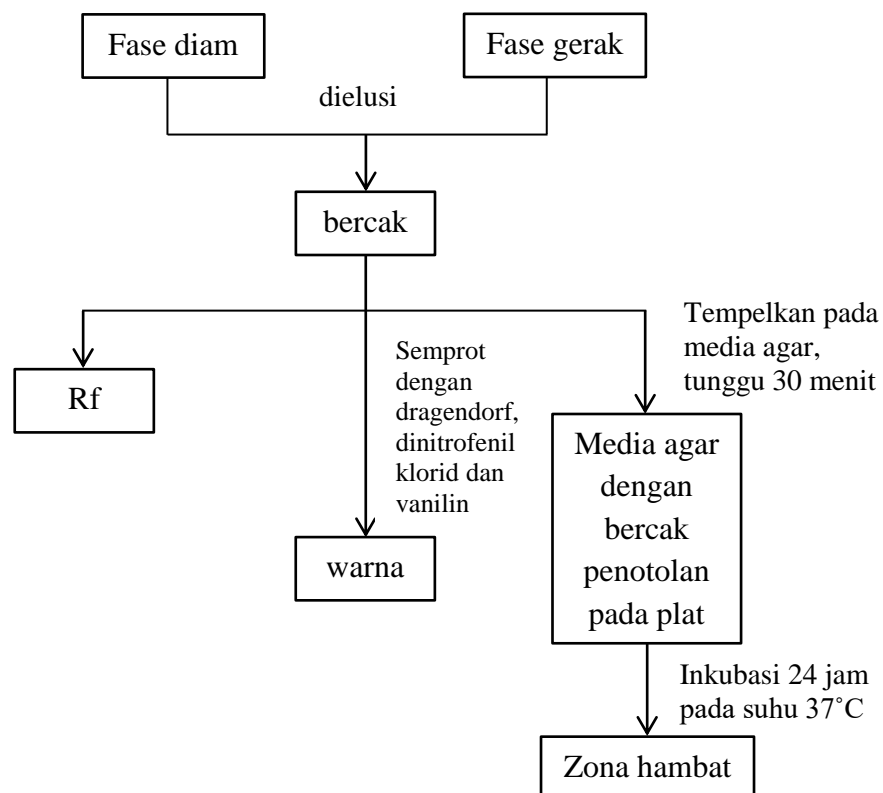 Fase diam
Fase gerak
dielusi
bercak
Tempelkan pada
media agar,
tunggu 30 menit
Semprot
dengan
dragendorf,
dinitrofenil
klorid dan
vanilin
Rf
Media agar
dengan
bercak
penotolan
pada plat
warna
Inkubasi 24 jam
pada suhu 37˚C
Zona hambat